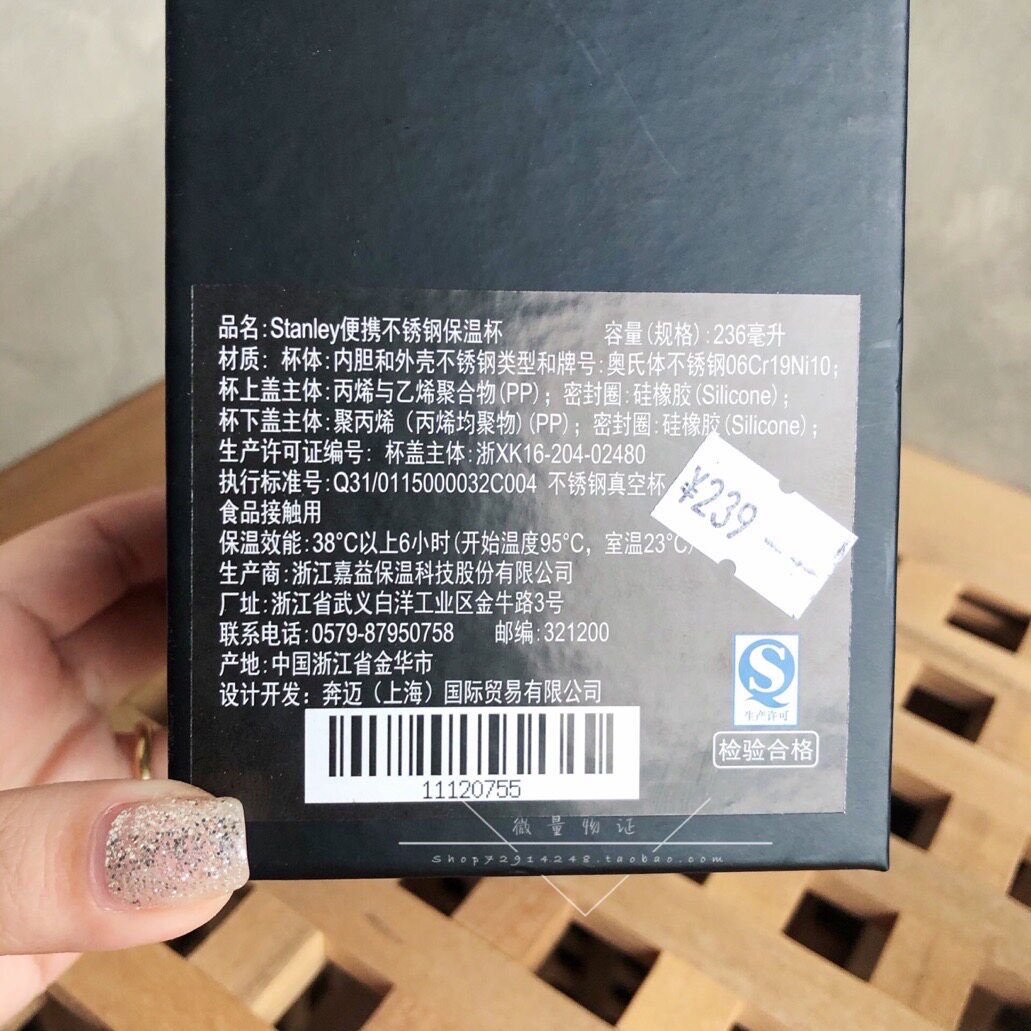 品名:Stanley便携不锈钢保温杯 容量(规格):236毫升
材质: 杯体:内胆和外壳不锈钢类型和牌号:奥氏体不锈钢06Cr19Ni10;
杯上盖主体:丙烯与乙烯聚合物(PP); 密封圈:硅橡胶(Silicone);
杯下盖主体:聚丙烯 (丙烯均聚物)(PP); 密封圈:硅橡胶(Silicone);
生产许可证编号: 杯盖主体:浙XK16-204-02480
执行标准号:Q31/0115000032C004 不锈钢真空杯
¥239
食品接触用
保温效能:38°C以上6小时(开始温度95°C, 室温23°C)
生产商:浙江嘉益保温科技股份有限公司
厂址:浙江省武义白洋工业区金牛路3号
联系电话:0579-87950758 邮编:321200
产地:中国浙江省金华市
设计开发: 奔迈 (上海) 国际贸易有限公司
S
生产许可
检验合格
11120755
微量物证
Shop72914248.taobao.com